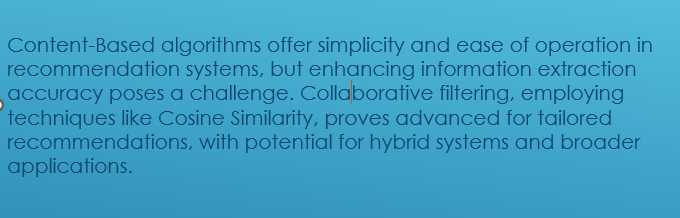 Content-Based algorithms offer simplicity and ease of operation in
recommendation systems, but enhancing information extraction
accuracy poses a challenge. Collaborative filtering, employing
techniques like Cosine Similarity, proves advanced for tailored
recommendations, with potential for hybrid systems and broader
applications.